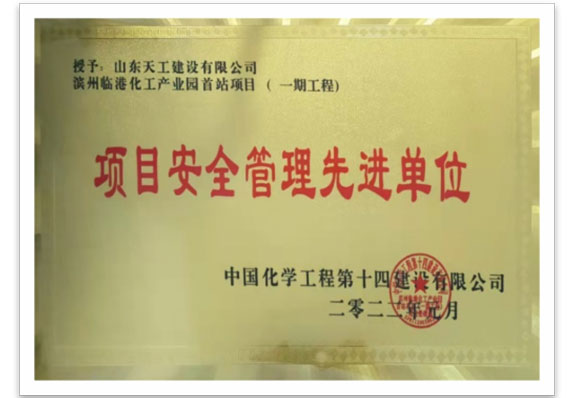 授予：山东天工建设有限公司
滨州临港化工产业园首站项目（一期工程)
项目安全管理先进单位
中国化学工程第十四建设有限公司
二零二二年元月